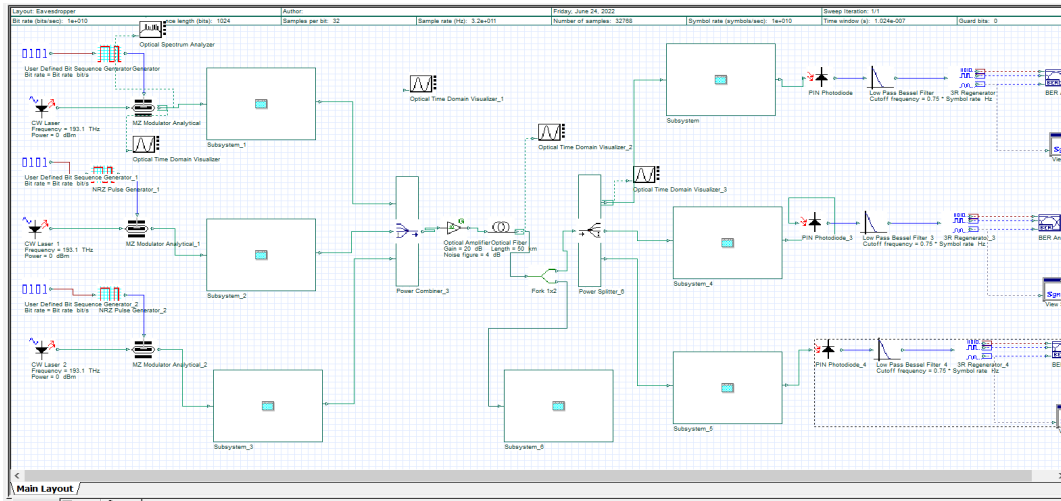 Layout: Eavesdropper Author: Friday, June 24, 2022 Sweep Iteration: 1/1
Bit rate (bits/sec): 1e+010 ce length (bits): 1024 Samples per bit: 32 Sample rate (Hz): 3.2e+011 Number of samples: 32768 Symbol rate (symbols/sec): 1e+010 Time window (s): 1.024e-007 Guard bits: 0
Optical Spectrum Analyzer
User Defined Bit Sequence Generator
Bit rate = Bit rate bit/s
CW Laser
Frequency = 193.1 THz
Power = 0 dBm
MZ Modulator Analytical
Subsystem_1
Optical Time Domain Visualizer
Optical Time Domain Visualizer_1
Optical Time Domain Visualizer_2
Optical Time Domain Visualizer_3
Subsystem
PIN Photodiode
Low Pass Bessel Filter
Cutoff frequency = 0.75 * Symbol rate Hz
3R Regenerator
BER A
Vie
User Defined Bit Sequence Generator_1
Bit rate = Bit rate bit/s
NRZ Pulse Generator_1
CW Laser 1
Frequency = 193.1 THz
Power = 0 dBm
MZ Modulator Analytical_1
Subsystem_2
Power Combiner_3
Optical Amplifier
Gain = 20 dB
Noise figure = 4 dB
Optical Fiber
Length = 50 km
Fork 1x2
Power Splitter_6
Subsystem_4
PIN Photodiode_3
Low Pass Bessel Filter 3
Cutoff frequency = 0.75 * Symbol rate Hz
3R Regenerator_3
BER An
View
User Defined Bit Sequence Generator_2
Bit rate = Bit rate bit/s
NRZ Pulse Generator_2
CW Laser 2
Frequency = 193.1 THz
Power = 0 dBm
MZ Modulator Analytical_2
Subsystem_3
Subsystem_6
Subsystem_5
PIN Photodiode_4
Low Pass Bessel Filter 4
Cutoff frequency = 0.75 * Symbol rate Hz
3R Regenerator_4
BER
Main Layout